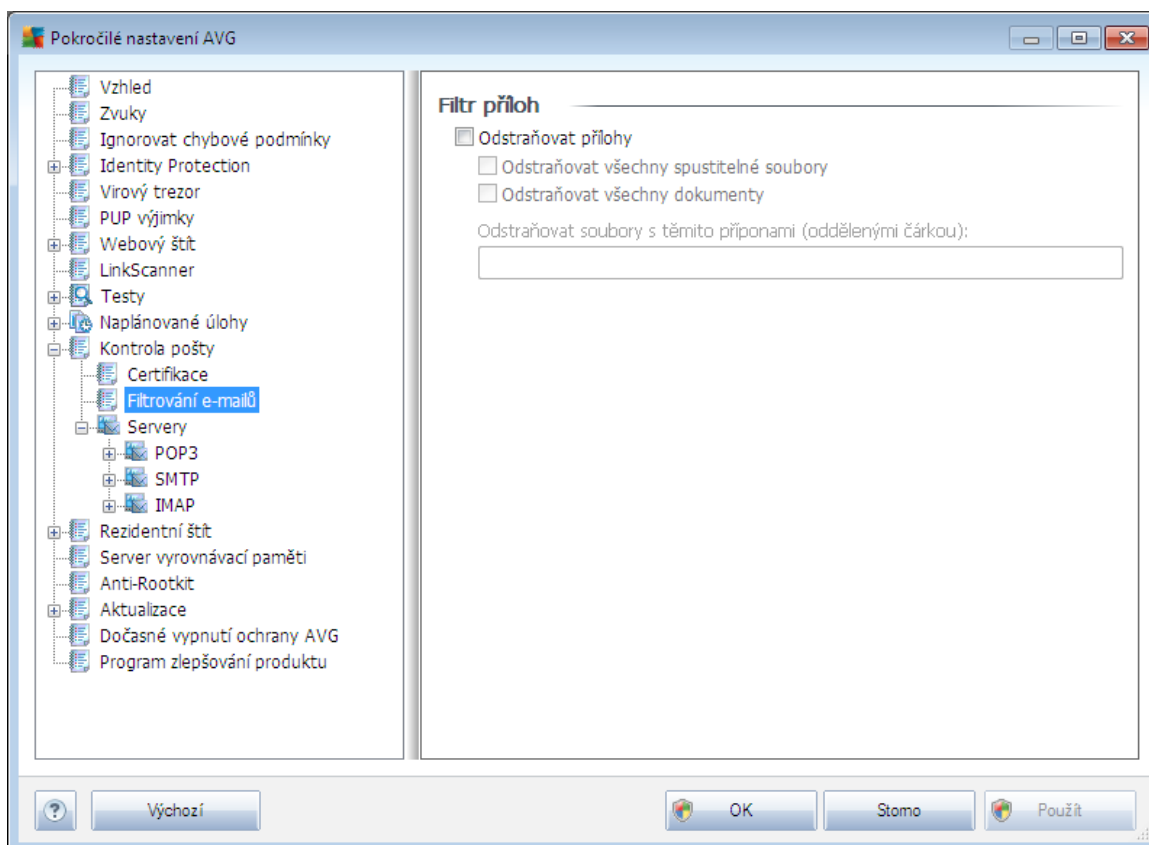 Pokročilé nastavení AVG
Vzhled
Zvuky
Ignorovat chybové podmínky
Identity Protection
Virový trezor
PUP výjimky
Webový štít
LinkScanner
Testy
Naplánované úlohy
Kontrola pošty
Certifikace
Filtrování e-mailů
Servery
POP3
SMTP
IMAP
Rezidentní štít
Server vyrovnávací paměti
Anti-Rootkit
Aktualizace
Dočasné vypnutí ochrany AVG
Program zlepšování produktu
Filtr příloh
Odstraňovat přílohy
Odstraňovat všechny spustitelné soubory
Odstraňovat všechny dokumenty
Odstraňovat soubory s těmito příponami (oddělenými čárkou):
?
Výchozí
OK
Stomo
Použít